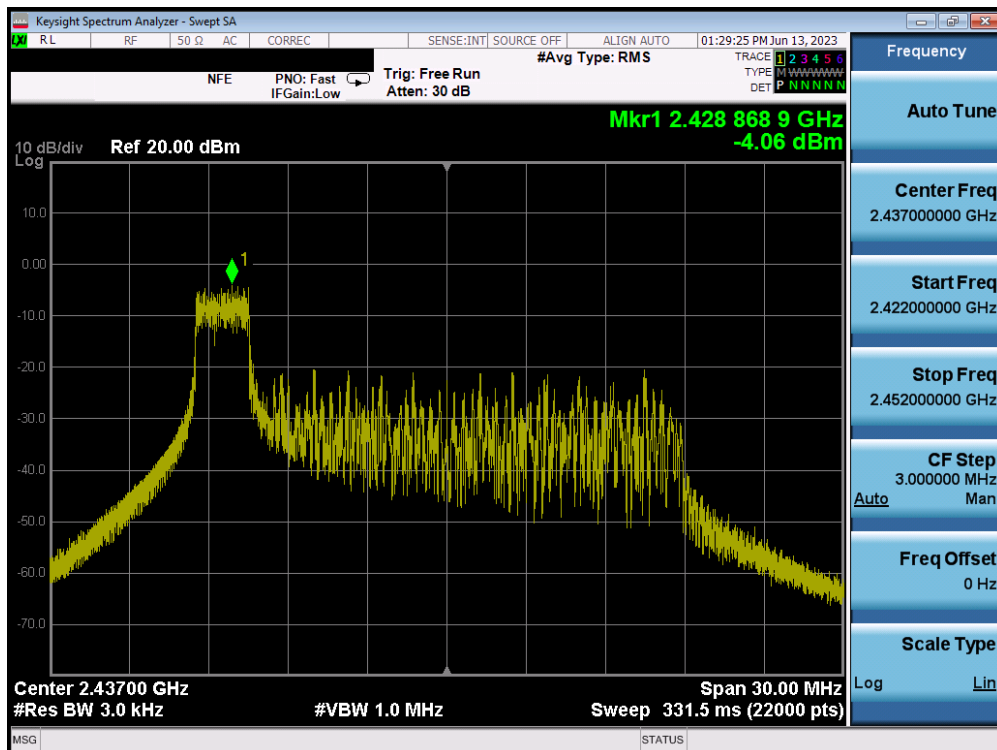 Keysight Spectrum Analyzer - Swept SA
LXI RL RF 50 Ω AC CORREC SENSE:INT SOURCE OFF ALIGN AUTO 01:29:25 PM Jun 13, 2023
NFE PNO: Fast IFGain:Low
Trig: Free Run
Atten: 30 dB
#Avg Type: RMS
TRACE 1 2 3 4 5 6
TYPE M WWWWW
DET P N N N N N
Mkr1 2.428 868 9 GHz
-4.06 dBm
10 dB/div Ref 20.00 dBm
Log
1
10.0
0.00
-10.0
-20.0
-30.0
-40.0
-50.0
-60.0
-70.0
Center 2.43700 GHz Span 30.00 MHz
#Res BW 3.0 kHz #VBW 1.0 MHz Sweep 331.5 ms (22000 pts)
MSG STATUS
Frequency
Auto Tune
Center Freq
2.437000000 GHz
Start Freq
2.422000000 GHz
Stop Freq
2.452000000 GHz
CF Step
3.000000 MHz
Auto Man
Freq Offset
0 Hz
Scale Type
Log Lin